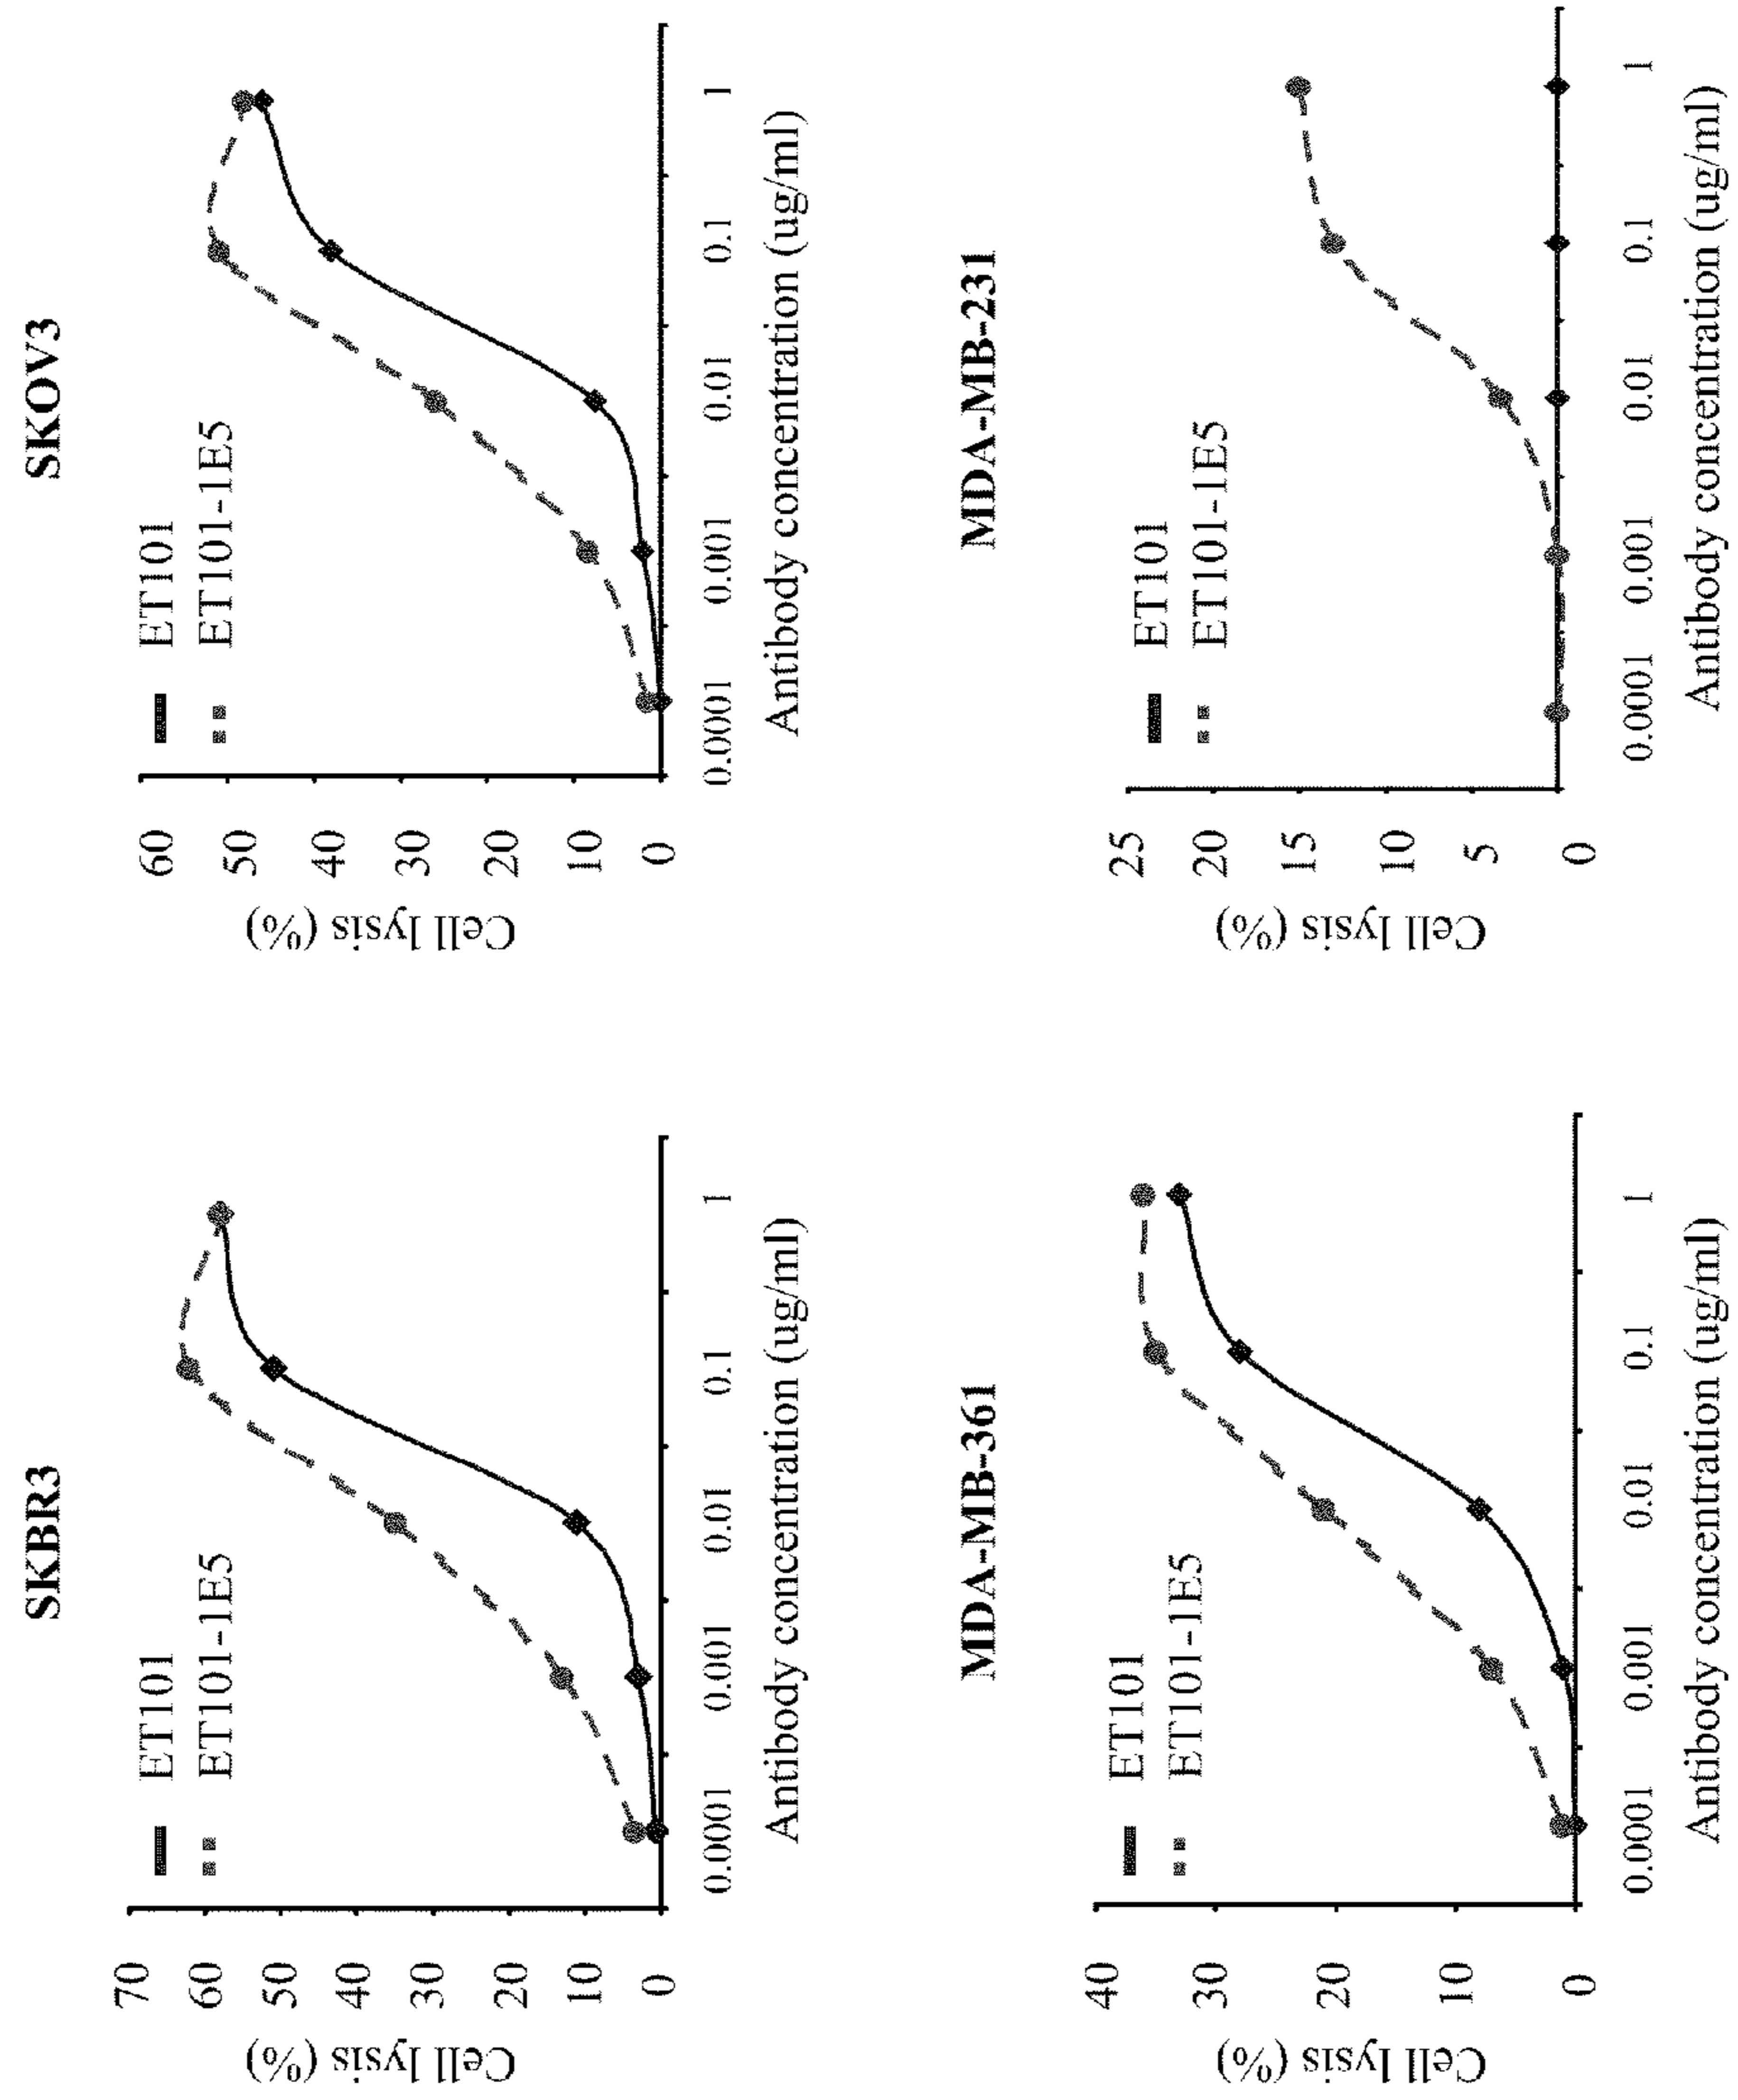 SKBR3
ET101
ET101-1E5
Cell lysis (%)
70
60
50
40
30
20
10
0
0.0001
0.001
0.01
0.1
1
Antibody concentration (ug/ml)
SKOV3
ET101
ET101-1E5
Cell lysis (%)
60
50
40
30
20
10
0
0.0001
0.001
0.01
0.1
1
Antibody concentration (ug/ml)
MDA-MB-361
ET101
ET101-1E5
Cell lysis (%)
40
30
20
10
0
0.0001
0.001
0.01
0.1
1
Antibody concentration (ug/ml)
MDA-MB-231
ET101
ET101-1E5
Cell lysis (%)
25
20
15
10
5
0
0.0001
0.001
0.01
0.1
1
Antibody concentration (ug/ml)